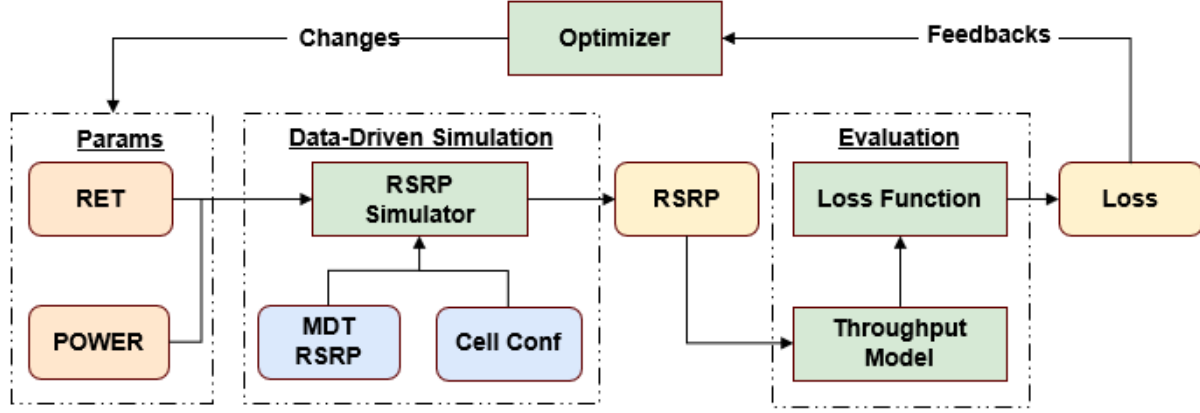 Changes
Optimizer
Feedbacks
Params
Data-Driven Simulation
Evaluation
RET
RSRP
Simulator
RSRP
Loss Function
Loss
POWER
MDT
RSRP
Cell Conf
Throughput
Model